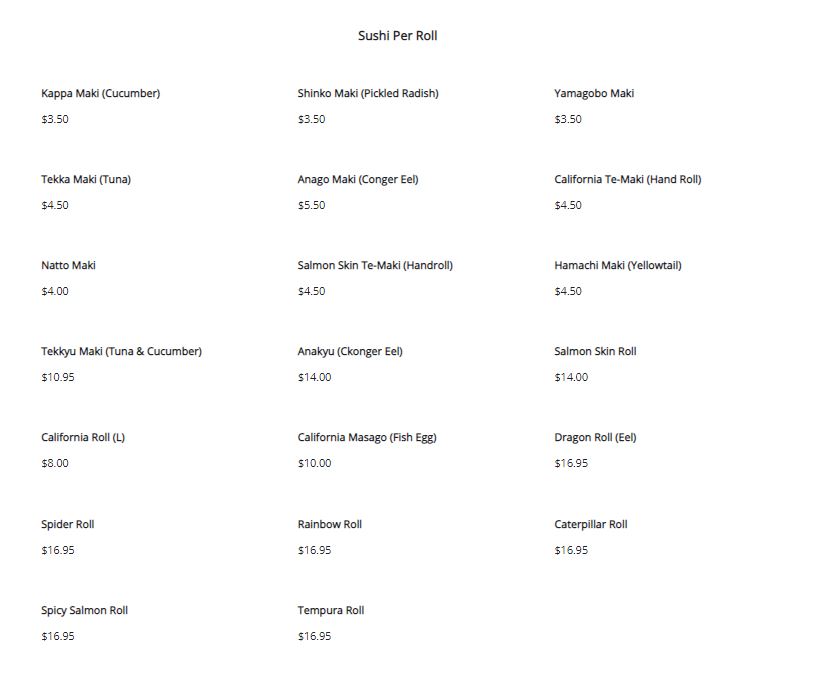 Sushi Per Roll
Kappa Maki (Cucumber)
$3.50
Shinko Maki (Pickled Radish)
$3.50
Yamagobo Maki
$3.50
Tekka Maki (Tuna)
$4.50
Anago Maki (Conger Eel)
$5.50
California Te-Maki (Hand Roll)
$4.50
Natto Maki
$4.00
Salmon Skin Te-Maki (Handroll)
$4.50
Hamachi Maki (Yellowtail)
$4.50
Tekkyu Maki (Tuna & Cucumber)
$10.95
Anakyu (Ckonger Eel)
$14.00
Salmon Skin Roll
$14.00
California Roll (L)
$8.00
California Masago (Fish Egg)
$10.00
Dragon Roll (Eel)
$16.95
Spider Roll
$16.95
Rainbow Roll
$16.95
Caterpillar Roll
$16.95
Spicy Salmon Roll
$16.95
Tempura Roll
$16.95